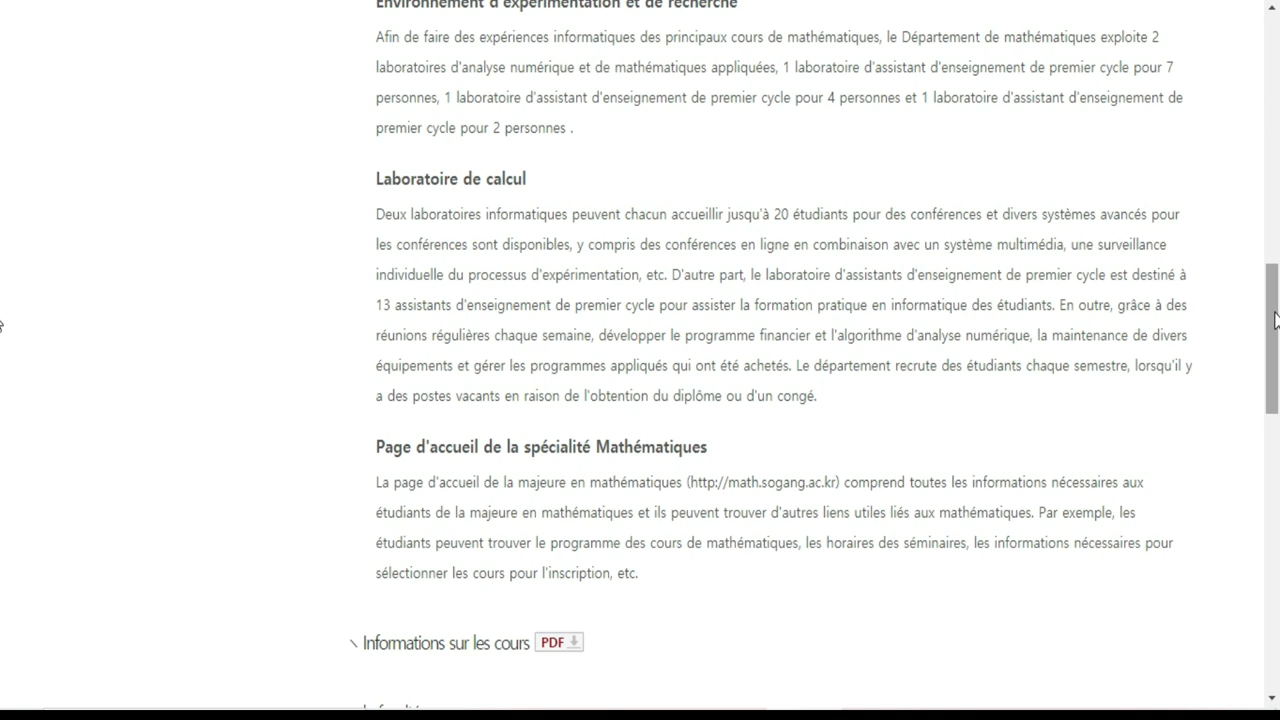 Environnement d'expérimentation et de recherche
Afin de faire des expériences informatiques des principaux cours de mathématiques, le Département de mathématiques exploite 2
laboratoires d'analyse numérique et de mathématiques appliquées, 1 laboratoire d'assistant d'enseignement de premier cycle pour 7
personnes, 1 laboratoire d'assistant d'enseignement de premier cycle pour 4 personnes et 1 laboratoire d'assistant d'enseignement de
premier cycle pour 2 personnes .
Laboratoire de calcul
Deux laboratoires informatiques peuvent chacun accueillir jusqu'à 20 étudiants pour des conférences et divers systèmes avancés pour
les conférences sont disponibles, y compris des conférences en ligne en combinaison avec un système multimédia, une surveillance
individuelle du processus d'expérimentation, etc. D'autre part, le laboratoire d'assistants d'enseignement de premier cycle est destiné à
13 assistants d'enseignement de premier cycle pour assister la formation pratique en informatique des étudiants. En outre, grâce à des
réunions régulières chaque semaine, développer le programme financier et l'algorithme d'analyse numérique, la maintenance de divers
équipements et gérer les programmes appliqués qui ont été achetés. Le département recrute des étudiants chaque semestre, lorsqu'il y
a des postes vacants en raison de l'obtention du diplôme ou d'un congé.
Page d'accueil de la spécialité Mathématiques
La page d'accueil de la majeure en mathématiques (http://math.sogang.ac.kr) comprend toutes les informations nécessaires aux
étudiants de la majeure en mathématiques et ils peuvent trouver d'autres liens utiles liés aux mathématiques. Par exemple, les
étudiants peuvent trouver le programme des cours de mathématiques, les horaires des séminaires, les informations nécessaires pour
sélectionner les cours pour l'inscription, etc.
\ Informations sur les cours PDF